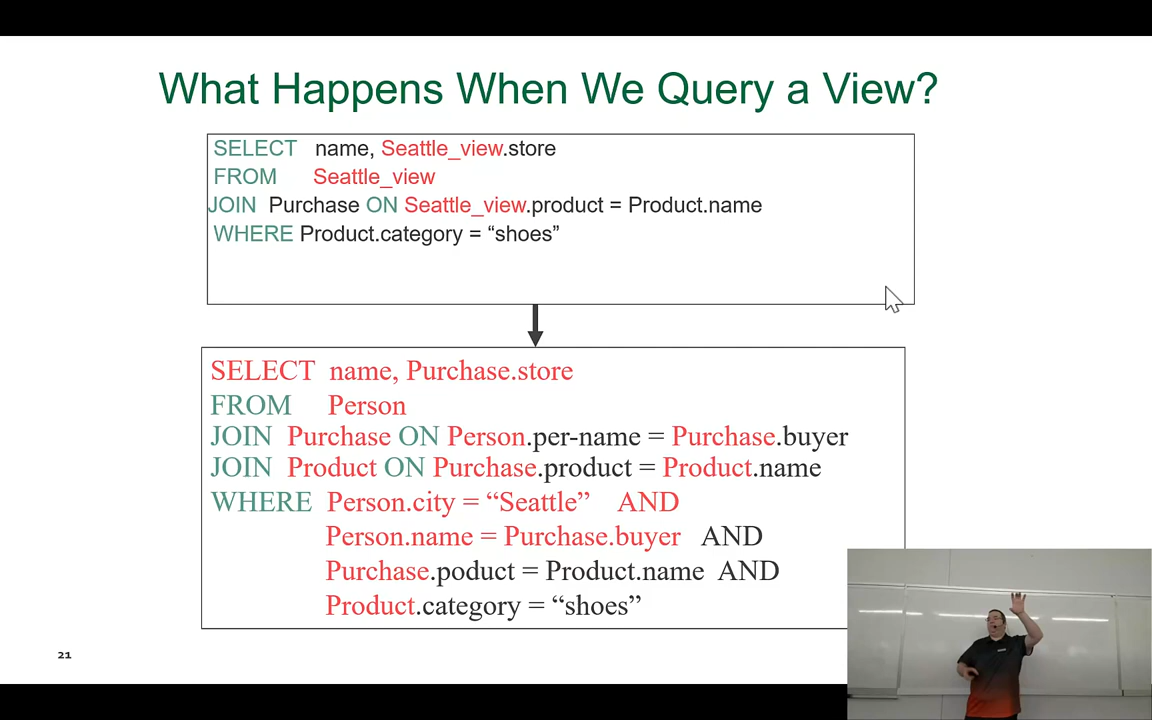 What Happens When We Query a View?
SELECT name, Seattle_view.store
FROM Seattle_view
JOIN Purchase ON Seattle_view.product = Product.name
WHERE Product.category = “shoes”
SELECT name, Purchase.store
FROM Person
JOIN Purchase ON Person.per-name = Purchase.buyer
JOIN Product ON Purchase.product = Product.name
WHERE Person.city = “Seattle” AND
Person.name = Purchase.buyer AND
Purchase.poduct = Product.name AND
Product.category = “shoes”
21